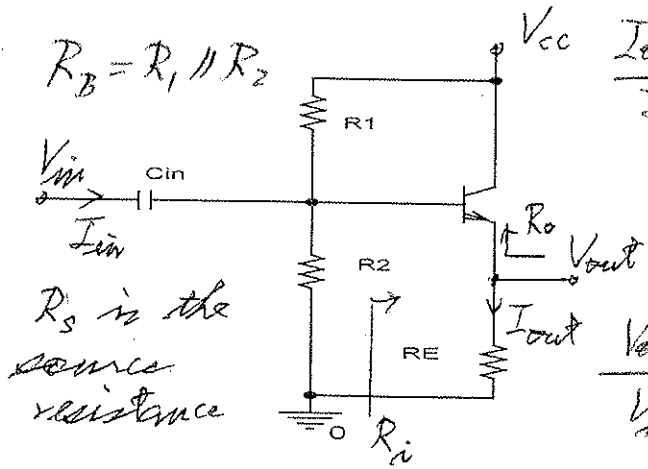 R_B = R_1 // R_2
V_cc
R1
V_in
Cin
I_in
R2
R_o
V_out
R_s is the
source
resistance
RE
I_out
0
R_i